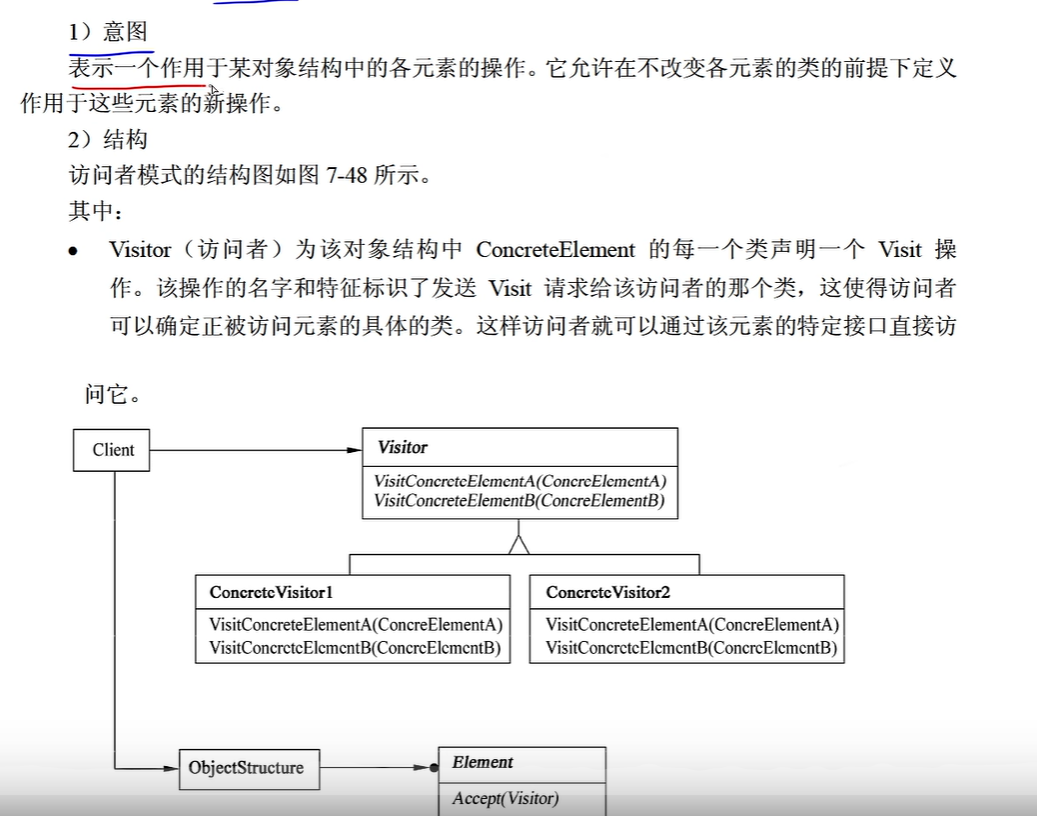 1）意图
表示一个作用于某对象结构中的各元素的操作。它允许在不改变各元素的类的前提下定义
作用于这些元素的新操作。
2）结构
访问者模式的结构图如图 7-48 所示。
其中：
● Visitor（访问者）为该对象结构中 ConcreteElement 的每一个类声明一个 Visit 操
作。该操作的名字和特征标识了发送 Visit 请求给该访问者的那个类，这使得访问者
可以确定正被访问元素的具体的类。这样访问者就可以通过该元素的特定接口直接访
问它。
Client
Visitor
VisitConcreteElementA(ConcreElementA)
VisitConcreteElementB(ConcreElementB)
ConcreteVisitor1
VisitConcreteElementA(ConcreElementA)
VisitConcreteElementB(ConcreElementB)
ConcreteVisitor2
VisitConcreteElementA(ConcreElementA)
VisitConcreteElementB(ConcreElementB)
ObjectStructure
Element
Accept(Visitor)